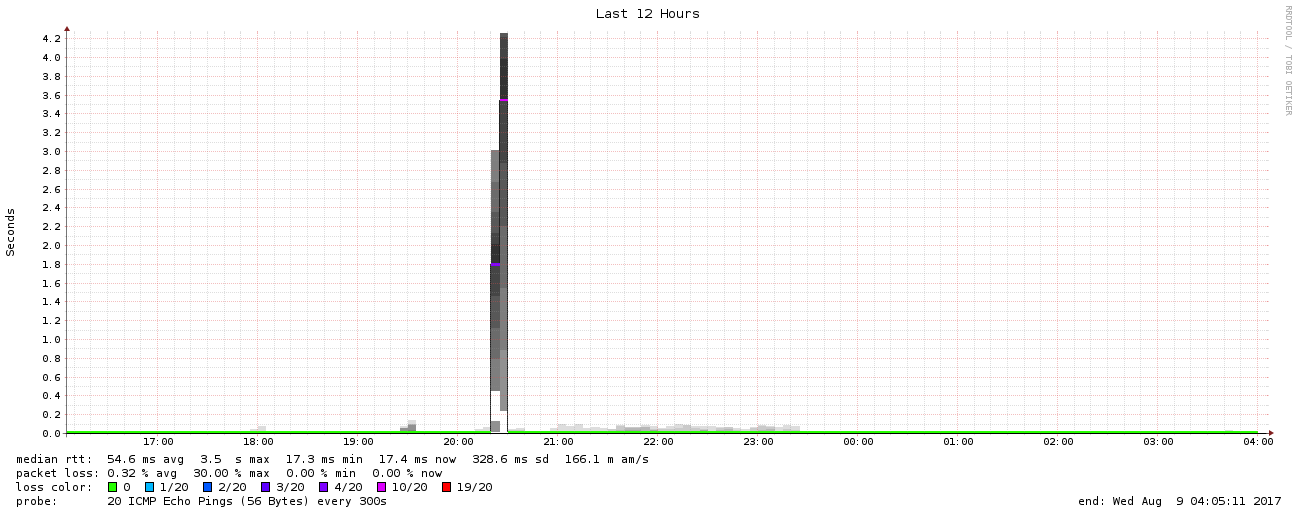 Last 12 Hours
RRDTOOL / TOBI OETIKER
Seconds
4.2
4.0
3.8
3.6
3.4
3.2
3.0
2.8
2.6
2.4
2.2
2.0
1.8
1.6
1.4
1.2
1.0
0.8
0.6
0.4
0.2
0.0
17:00 18:00 19:00 20:00 21:00 22:00 23:00 00:00 01:00 02:00 03:00 04:00
median rtt: 54.6 ms avg 3.5 s max 17.3 ms min 17.4 ms now 328.6 ms sd 166.1 m am/s
packet loss: 0.32 % avg 30.00 % max 0.00 % min 0.00 % now
loss color: 0 1/20 2/20 3/20 4/20 10/20 19/20
probe: 20 ICMP Echo Pings (56 Bytes) every 300s end: Wed Aug 9 04:05:11 2017